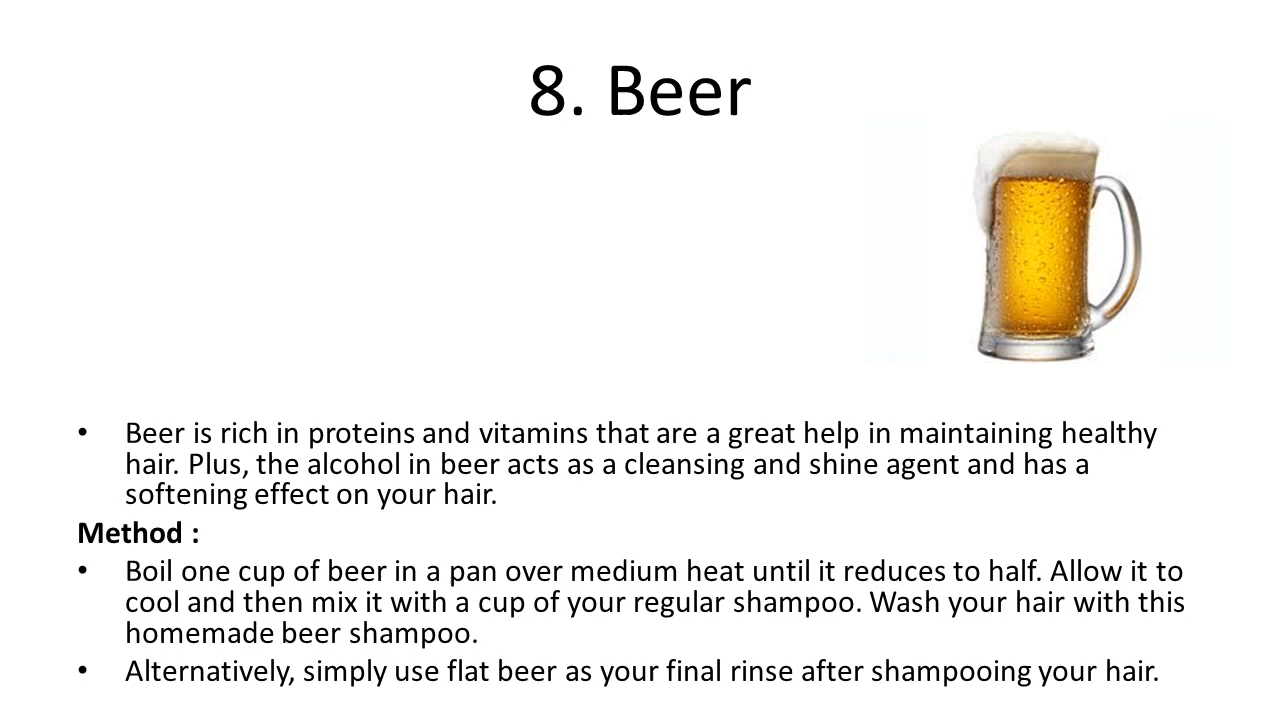 8. Beer
• Beer is rich in proteins and vitamins that are a great help in maintaining healthy
hair. Plus, the alcohol in beer acts as a cleansing and shine agent and has a
softening effect on your hair.
Method :
• Boil one cup of beer in a pan over medium heat until it reduces to half. Allow it to
cool and then mix it with a cup of your regular shampoo. Wash your hair with this
homemade beer shampoo.
• Alternatively, simply use flat beer as your final rinse after shampooing your hair.